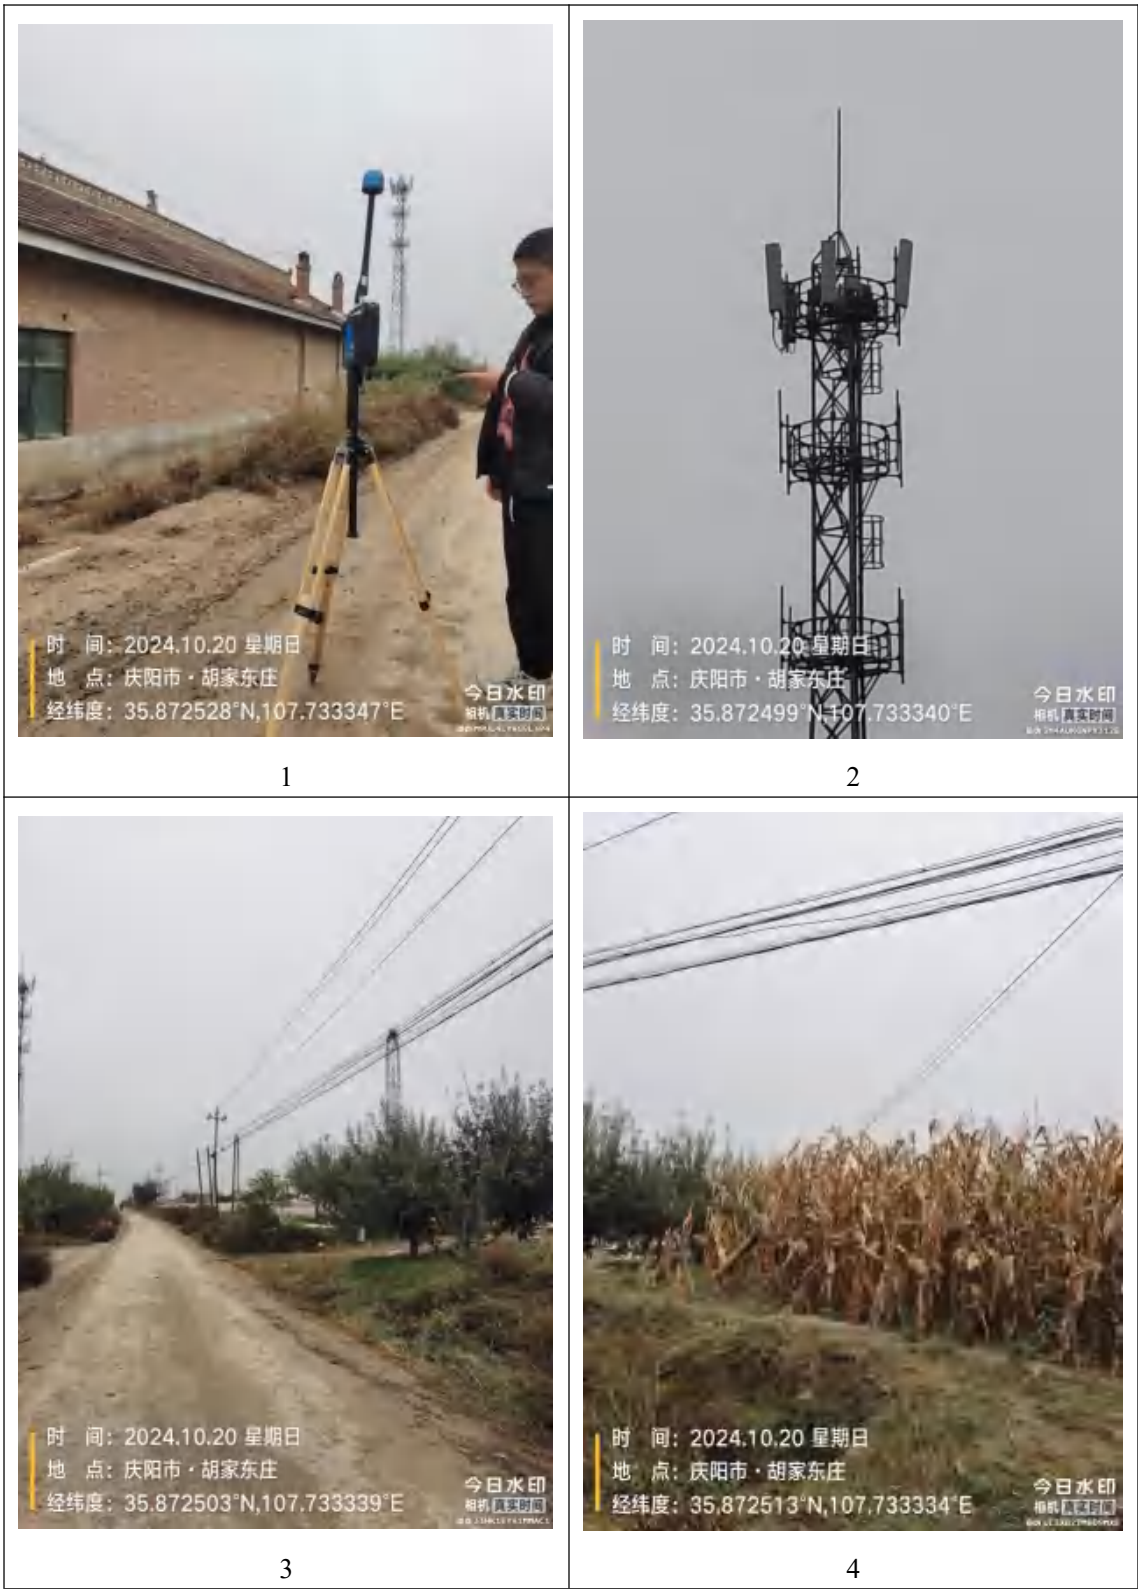 时 间：2024.10.20 星期日
地 点：庆阳市·胡家东庄
经纬度：35.872528°N,107.733347°E
今日水印
相机 真实时间
1
时 间：2024.10.20 星期日
地 点：庆阳市·胡家东庄
经纬度：35.872499°N,107.733340°E
今日水印
相机 真实时间
2
时 间：2024.10.20 星期日
地 点：庆阳市·胡家东庄
经纬度：35.872503°N,107.733339°E
今日水印
相机 真实时间
3
时 间：2024.10.20 星期日
地 点：庆阳市·胡家东庄
经纬度：35.872513°N,107.733334°E
今日水印
相机 真实时间
4